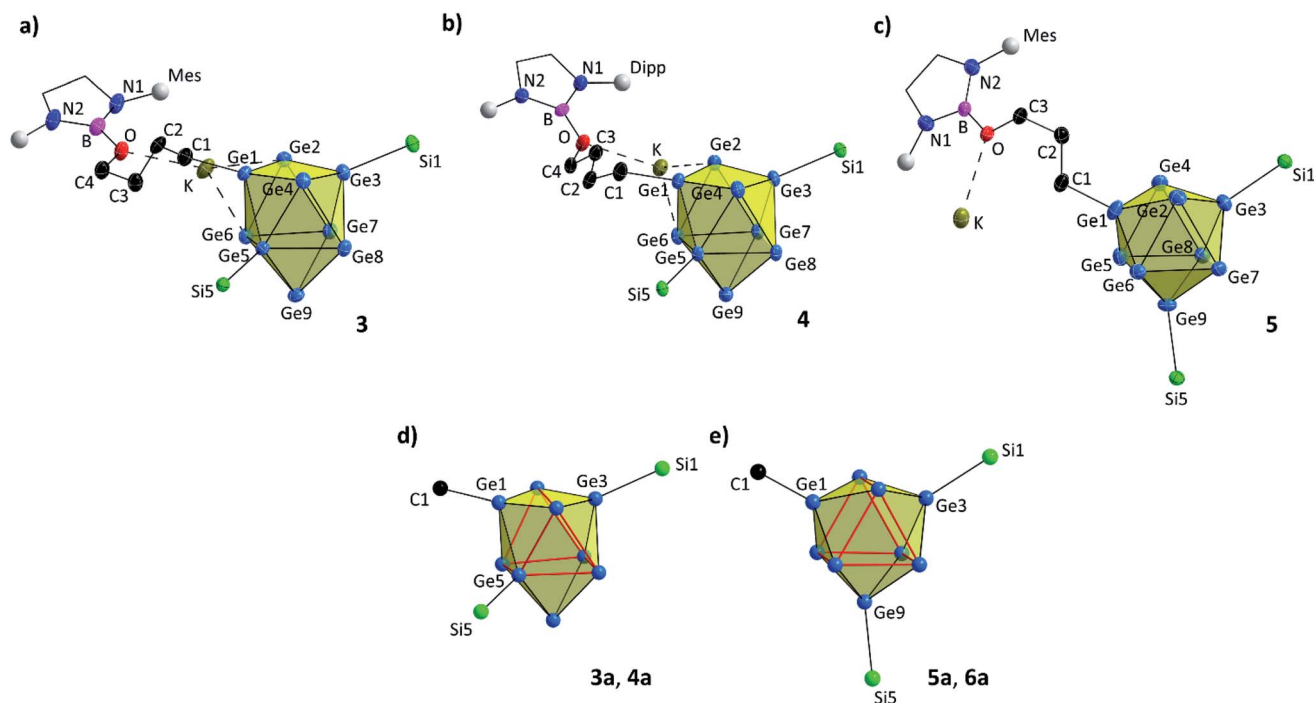 a)
N2
N1
Mes
B
O
C2
C1
C4
C3
K
Ge1
Ge2
Ge4
Ge3
Si1
Ge6
Ge7
Ge5
Ge8
Si5
Ge9
3
b)
N2
N1
Dipp
B
O
C3
C4
C2
C1
K
Ge1
Ge2
Ge4
Ge3
Si1
Ge6
Ge7
Ge5
Ge8
Si5
Ge9
4
c)
Mes
N2
B
C3
N1
O
C2
K
C1
Ge4
Si1
Ge1
Ge2
Ge3
Ge8
Ge5
Ge6
Ge7
Ge9
Si5
5
d)
Si1
C1
Ge1
Ge3
Ge5
Si5
3a, 4a
e)
Si1
C1
Ge1
Ge3
Ge9
Si5
5a, 6a